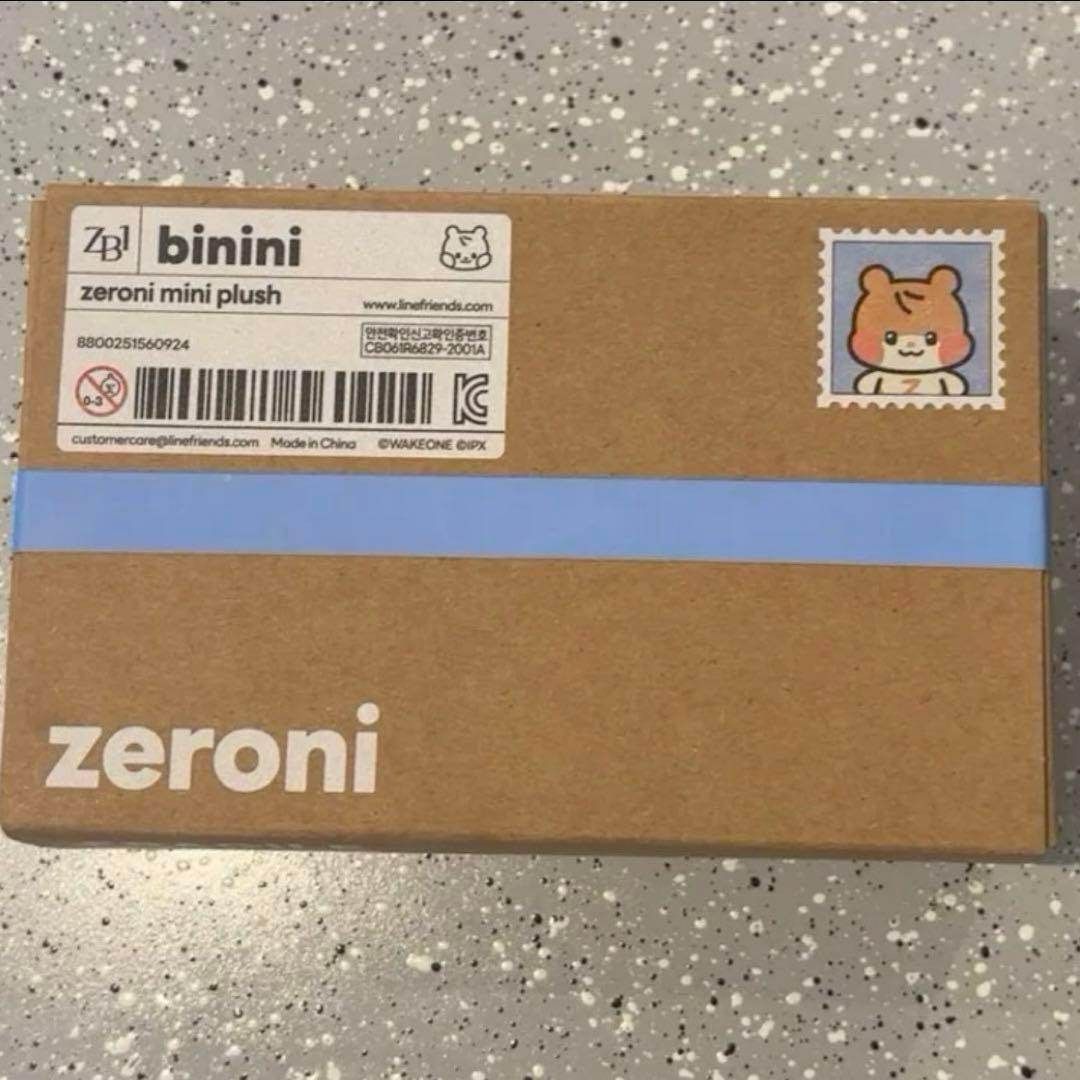 ZB1 binini
zeroni mini plush
www.linefriends.com
8800251560924
안전확인신고확인증번호
CB061R6829-2001A
0-3
customercare@linefriends.com Made in China ©WAKEONE ©IPX
Z
zeroni